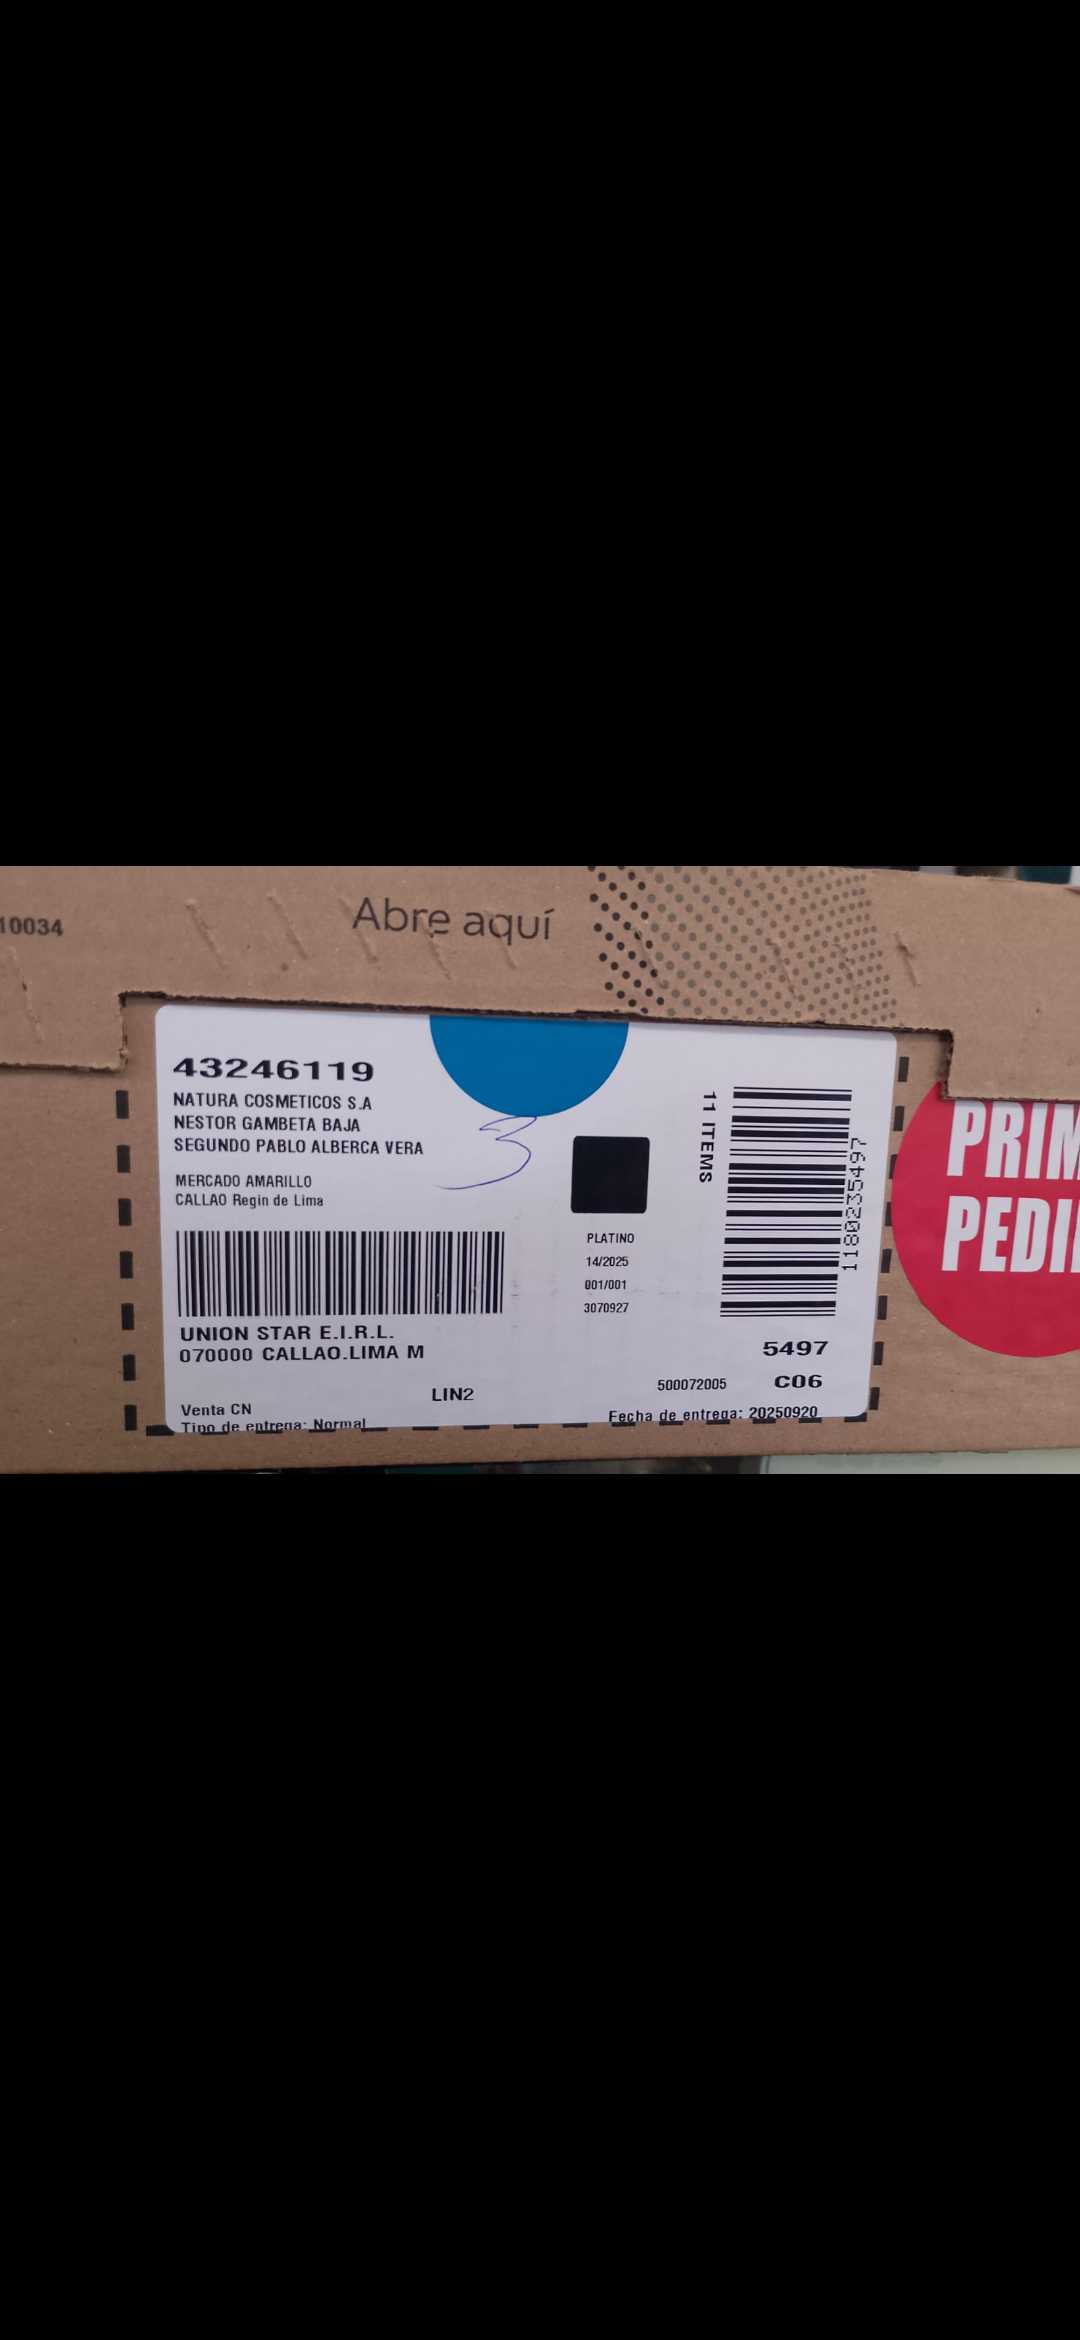 10034
Abre aquí
43246119
NATURA COSMETICOS S.A
NESTOR GAMBETA BAJA
SEGUNDO PABLO ALBERCA VERA
MERCADO AMARILLO
CALLAO Regin de Lima
3
11 ITEMS
1180235497
PLATINO
14/2025
001/001
3070927
UNION STAR E.I.R.L.
070000 CALLAO.LIMA M
5497
LIN2
500072005
C06
Venta CN
Tipo de entrega: Normal
Fecha de entrega: 20250920
PRIM
PEDI